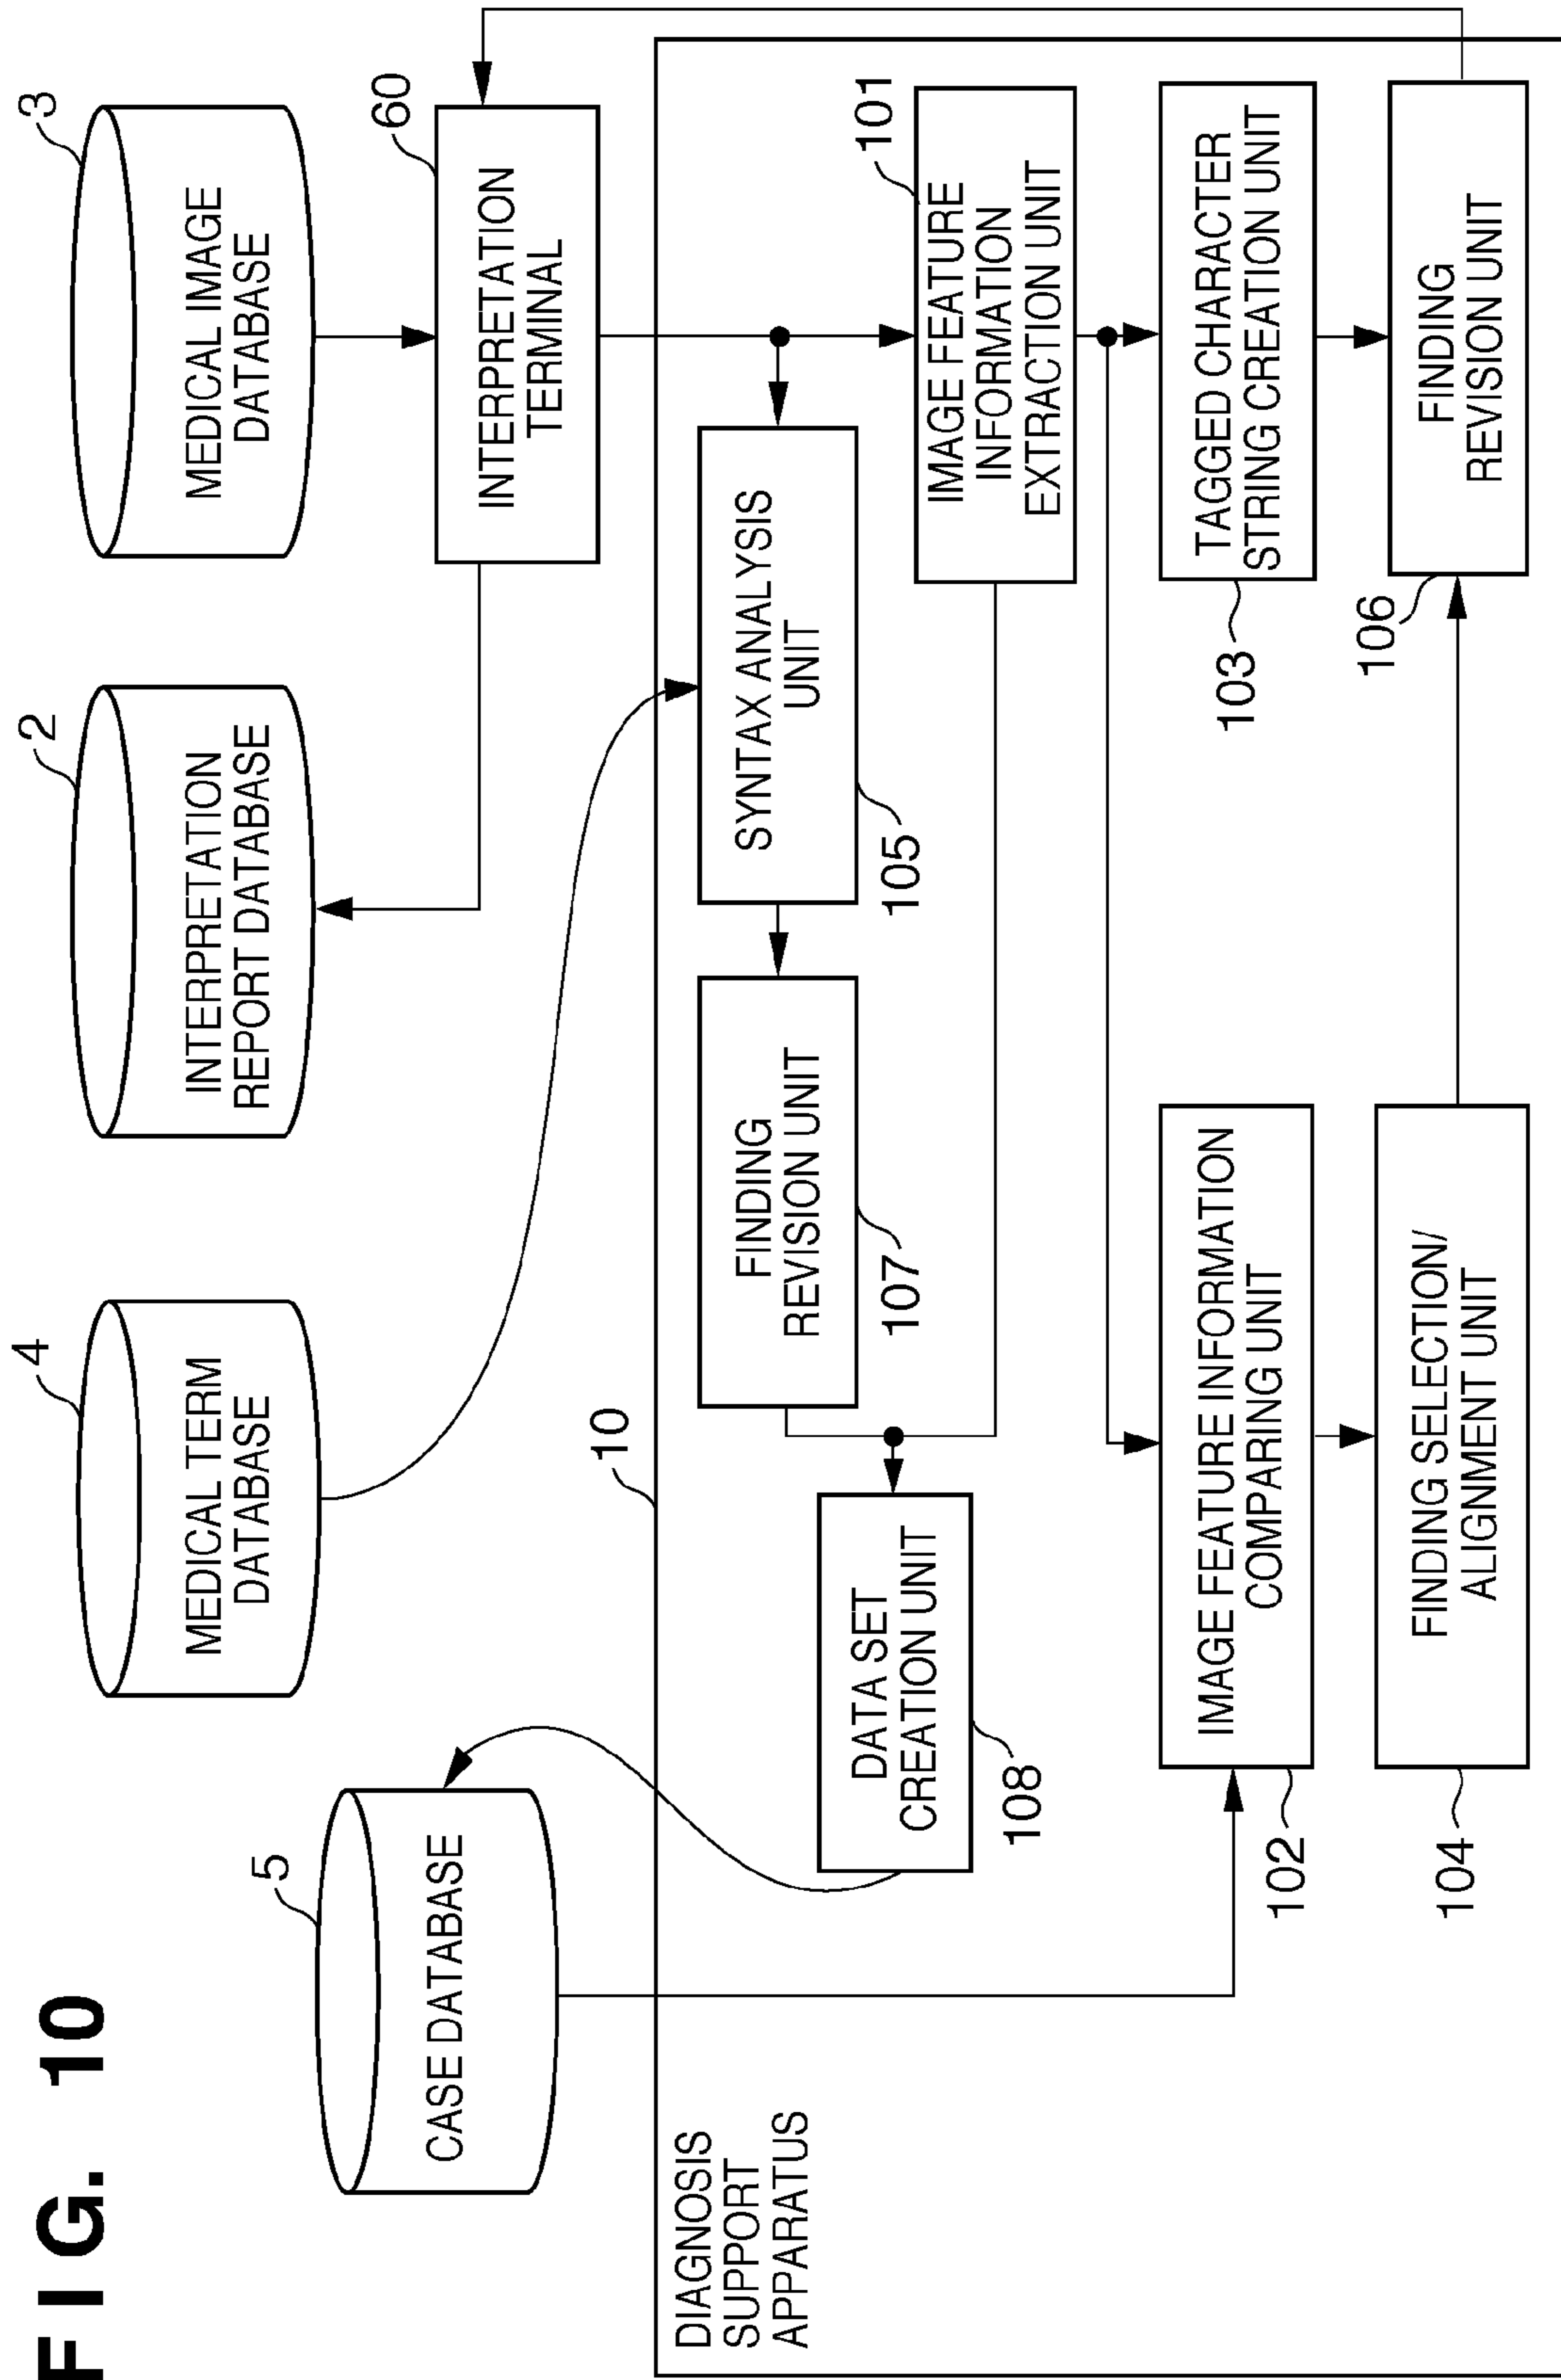 FIG. 10
5
CASE DATABASE
4
MEDICAL TERM
DATABASE
2
INTERPRETATION
REPORT DATABASE
3
MEDICAL IMAGE
DATABASE
60
INTERPRETATION
TERMINAL
10
DIAGNOSIS
SUPPORT
APPARATUS
DATA SET
CREATION UNIT
108
FINDING
REVISION UNIT
107
SYNTAX ANALYSIS
UNIT
105
IMAGE FEATURE
INFORMATION
EXTRACTION UNIT
101
IMAGE FEATURE INFORMATION
COMPARING UNIT
102
TAGGED CHARACTER
STRING CREATION UNIT
103
FINDING SELECTION/
ALIGNMENT UNIT
104
FINDING
REVISION UNIT
106